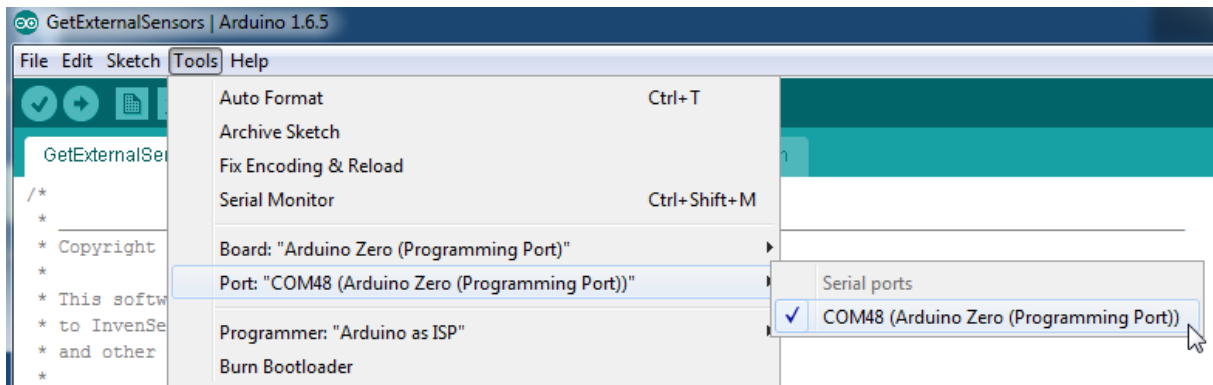 GetExternalSensors | Arduino 1.6.5
File Edit Sketch Tools Help
Auto Format Ctrl+T
Archive Sketch
GetExternalSen
Fix Encoding & Reload
/*
Serial Monitor Ctrl+Shift+M
*
* Copyright
Board: "Arduino Zero (Programming Port)"
*
Port: "COM48 (Arduino Zero (Programming Port))"
Serial ports
* This softw
* to InvenSe
Programmer: "Arduino as ISP"
COM48 (Arduino Zero (Programming Port))
* and other
Burn Bootloader
*